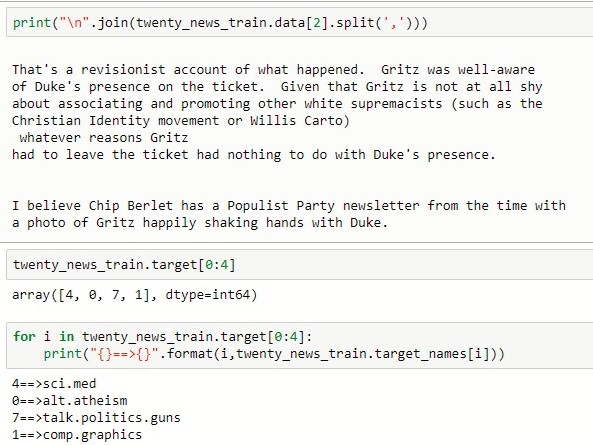 print("\n".join(twenty_news_train.data[2].split(',')))
That's a revisionist account of what happened.  Gritz was well-aware
of Duke's presence on the ticket.  Given that Gritz is not at all shy
about associating and promoting other white supremacists (such as the
Christian Identity movement or Willis Carto)
 whatever reasons Gritz
had to leave the ticket had nothing to do with Duke's presence.
I believe Chip Berlet has a Populist Party newsletter from the time with
a photo of Gritz happily shaking hands with Duke.
twenty_news_train.target[0:4]
array([4, 0, 7, 1], dtype=int64)
for i in twenty_news_train.target[0:4]:
    print("{}==>{}".format(i,twenty_news_train.target_names[i]))
4==>sci.med
0==>alt.atheism
7==>talk.politics.guns
1==>comp.graphics